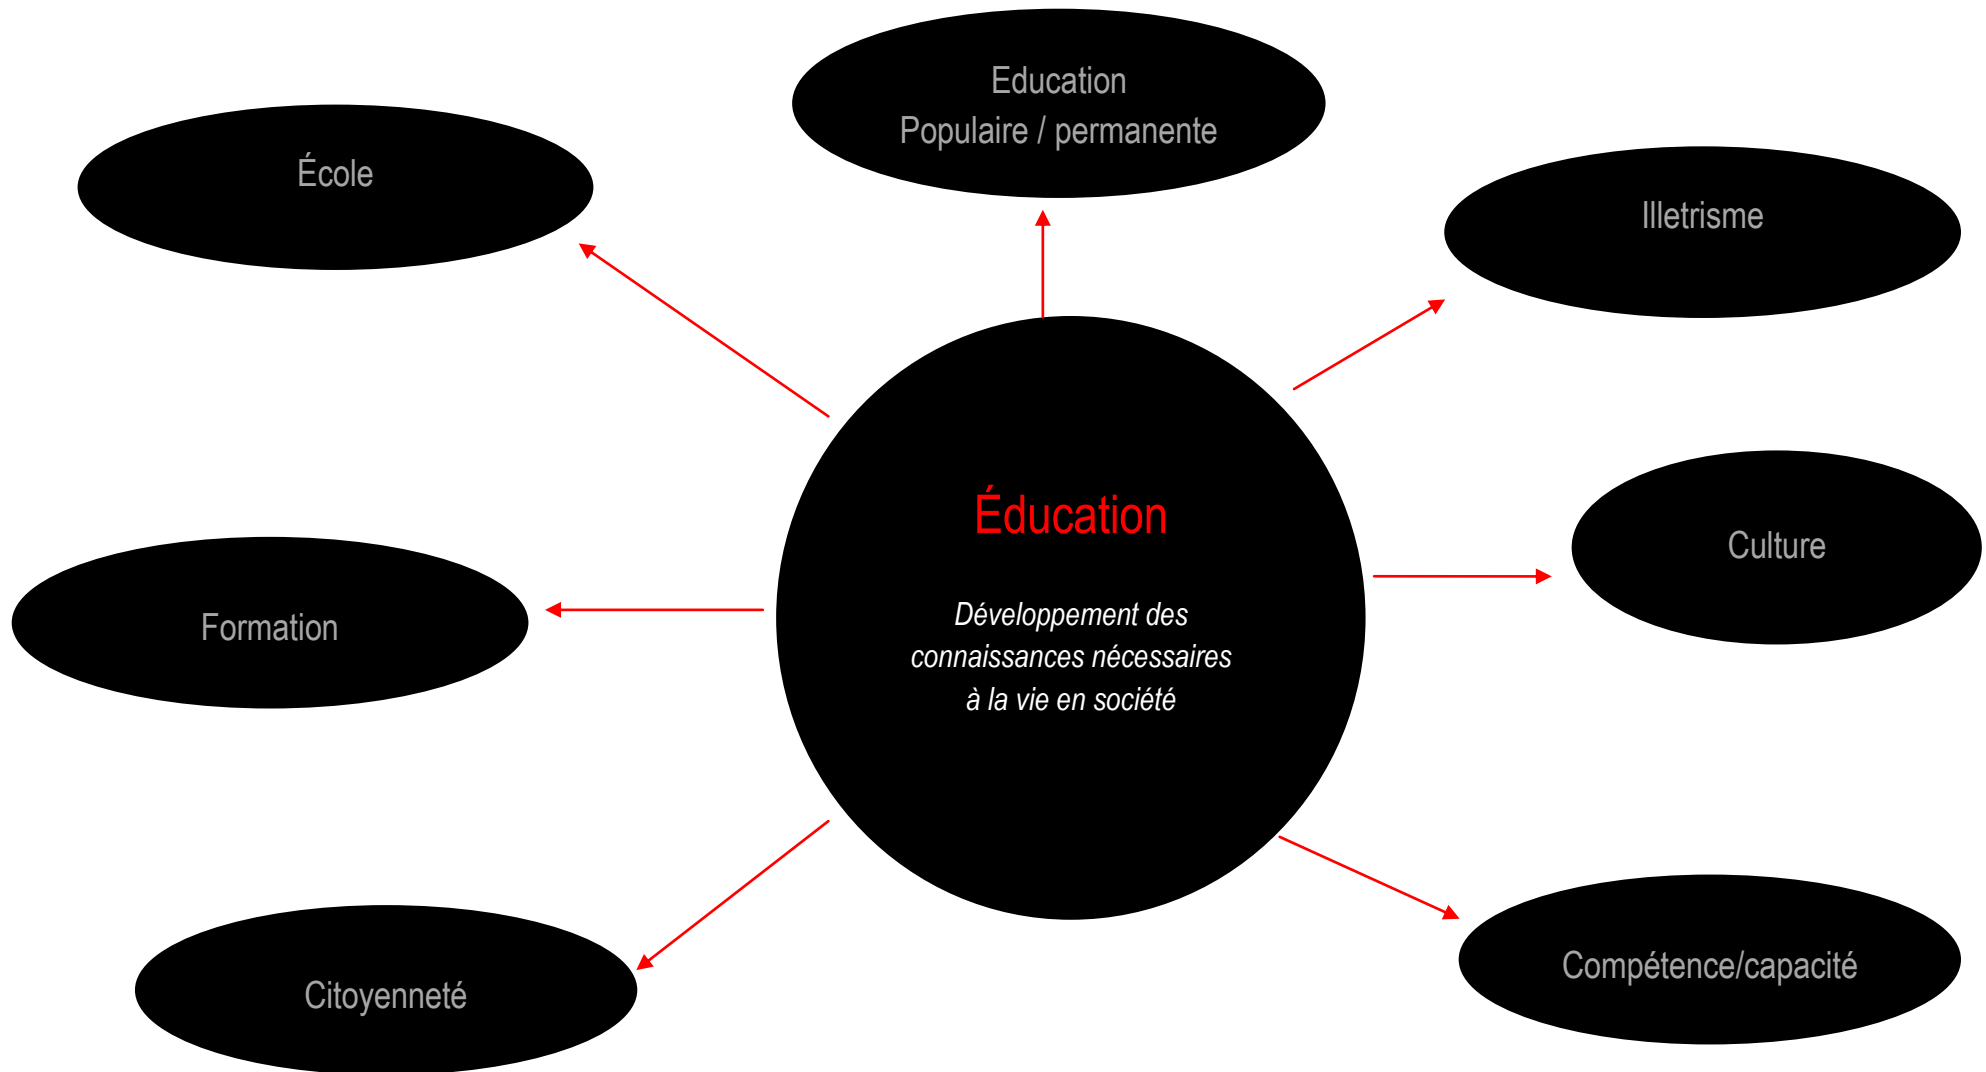 Education
Populaire / permanente
École
Illetrisme
Éducation
Développement des
connaissances nécessaires
à la vie en société
Culture
Formation
Compétence/capacité
Citoyenneté